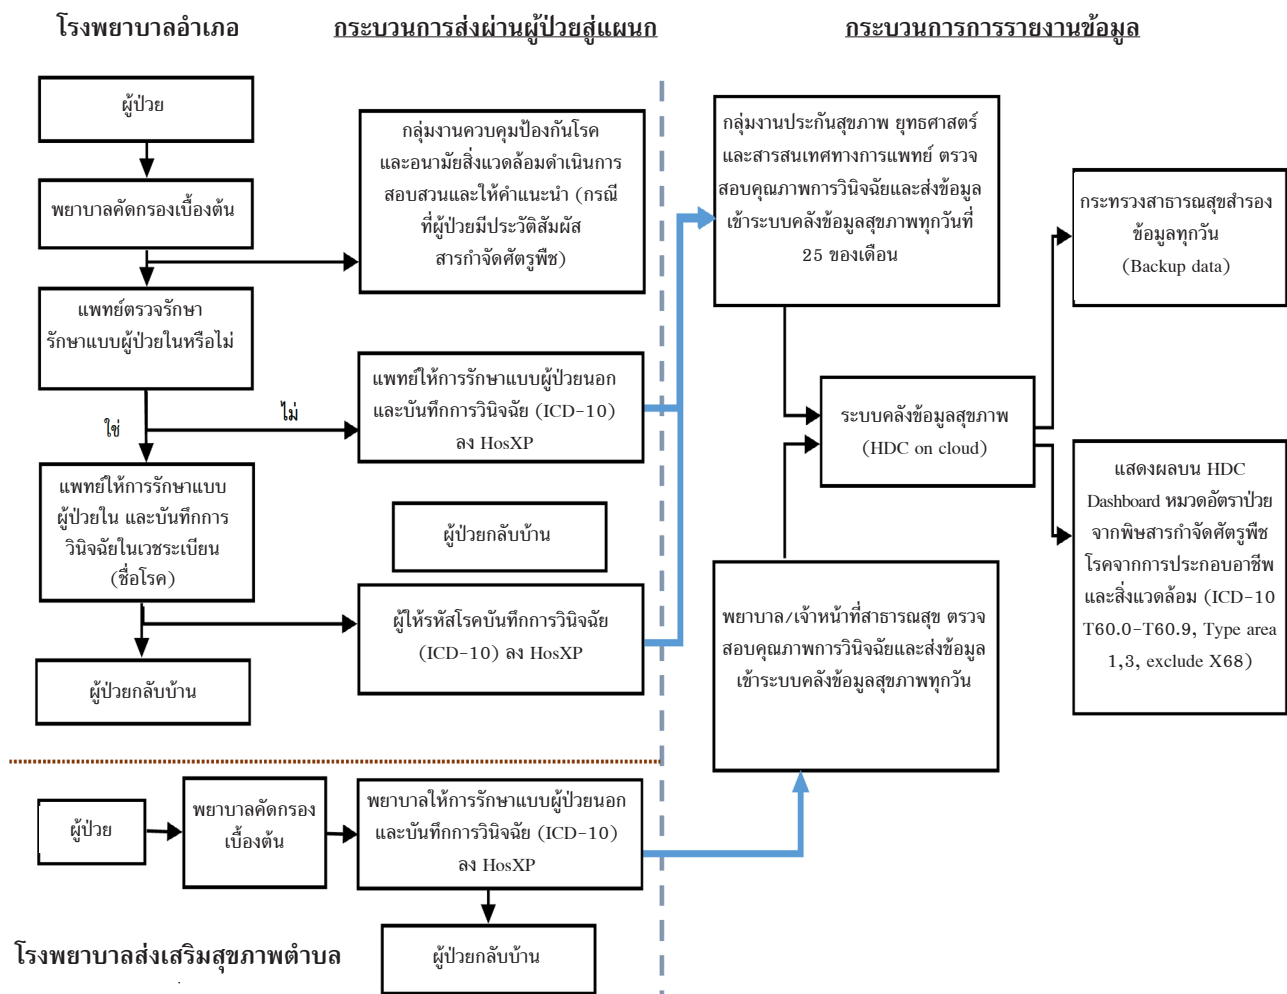 โรงพยาบาลอำเภอ
กระบวนการส่งผ่านผู้ป่วยสู่แผนก
กระบวนการการรายงานข้อมูล
ผู้ป่วย
พยาบาลคัดกรองเบื้องต้น
แพทย์ตรวจรักษา
รักษาแบบผู้ป่วยในหรือไม่
ใช่
ไม่
แพทย์ให้การรักษาแบบ
ผู้ป่วยใน และบันทึกการ
วินิจฉัยในเวชระเบียน
(ชื่อโรค)
ผู้ป่วยกลับบ้าน
กลุ่มงานควบคุมป้องกันโรค
และอนามัยสิ่งแวดล้อมดำเนินการ
สอบสวนและให้คำแนะนำ (กรณี
ที่ผู้ป่วยมีประวัติสัมผัส
สารกำจัดศัตรูพืช)
แพทย์ให้การรักษาแบบผู้ป่วยนอก
และบันทึกการวินิจฉัย (ICD-10)
ลง HosXP
ผู้ป่วยกลับบ้าน
ผู้ให้รหัสโรคบันทึกการวินิจฉัย
(ICD-10) ลง HosXP
กลุ่มงานประกันสุขภาพ ยุทธศาสตร์
และสารสนเทศทางการแพทย์ ตรวจ
สอบคุณภาพการวินิจฉัยและส่งข้อมูล
เข้าระบบคลังข้อมูลสุขภาพทุกวันที่
25 ของเดือน
ระบบคลังข้อมูลสุขภาพ
(HDC on cloud)
พยาบาล/เจ้าหน้าที่สาธารณสุข ตรวจ
สอบคุณภาพการวินิจฉัยและส่งข้อมูล
เข้าระบบคลังข้อมูลสุขภาพทุกวัน
กระทรวงสาธารณสุขสำรอง
ข้อมูลทุกวัน
(Backup data)
แสดงผลบน HDC
Dashboard หมวดอัตราป่วย
จากพิษสารกำจัดศัตรูพืช
โรคจากการประกอบอาชีพ
และสิ่งแวดล้อม (ICD-10
T60.0-T60.9, Type area
1,3, exclude X68)
ผู้ป่วย
พยาบาลคัดกรอง
เบื้องต้น
พยาบาลให้การรักษาแบบผู้ป่วยนอก
และบันทึกการวินิจฉัย (ICD-10)
ลง HosXP
ผู้ป่วยกลับบ้าน
โรงพยาบาลส่งเสริมสุขภาพตำบล